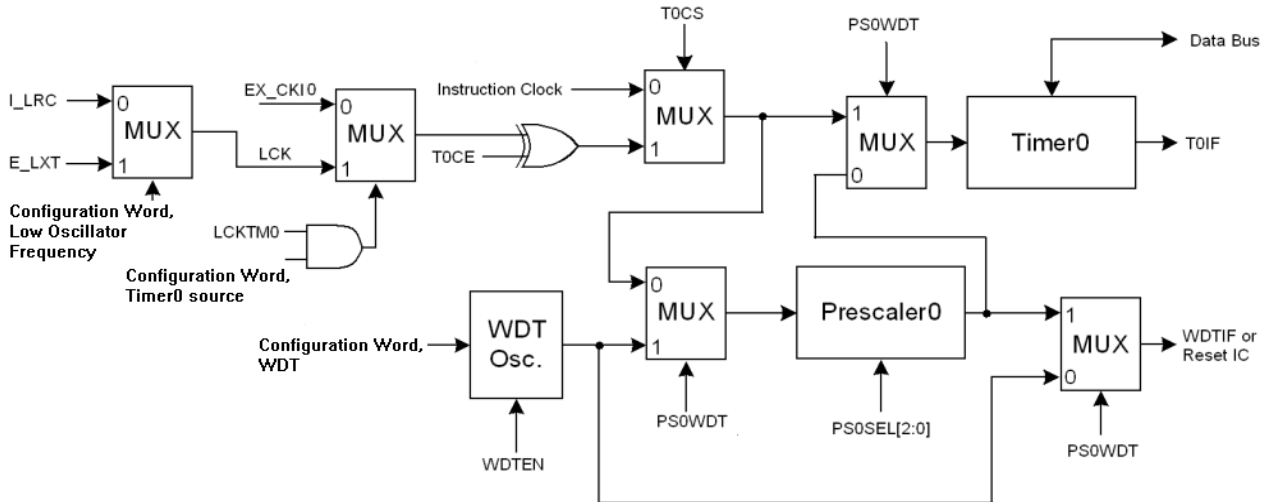 T0CS
PS0WDT
Data Bus
I_LRC
0
MUX
E_LXT
1
Configuration Word,
Low Oscillator
Frequency
EX_CKI0
0
MUX
LCK
1
LCKTM0
Configuration Word,
Timer0 source
T0CE
Instruction Clock
0
MUX
1
1
MUX
0
Timer0
T0IF
Configuration Word,
WDT
WDT
Osc.
WDTEN
0
MUX
1
PS0WDT
Prescaler0
PS0SEL[2:0]
1
MUX
0
WDTIF or
Reset IC
PS0WDT